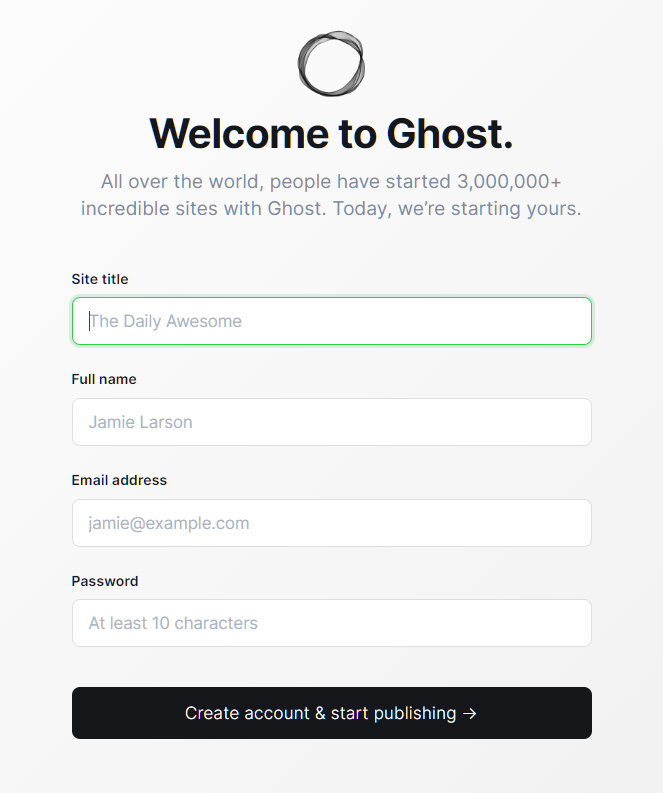 Welcome to Ghost.
All over the world, people have started 3,000,000+
incredible sites with Ghost. Today, we’re starting yours.
Site title
The Daily Awesome
Full name
Jamie Larson
Email address
jamie@example.com
Password
At least 10 characters
Create account & start publishing →